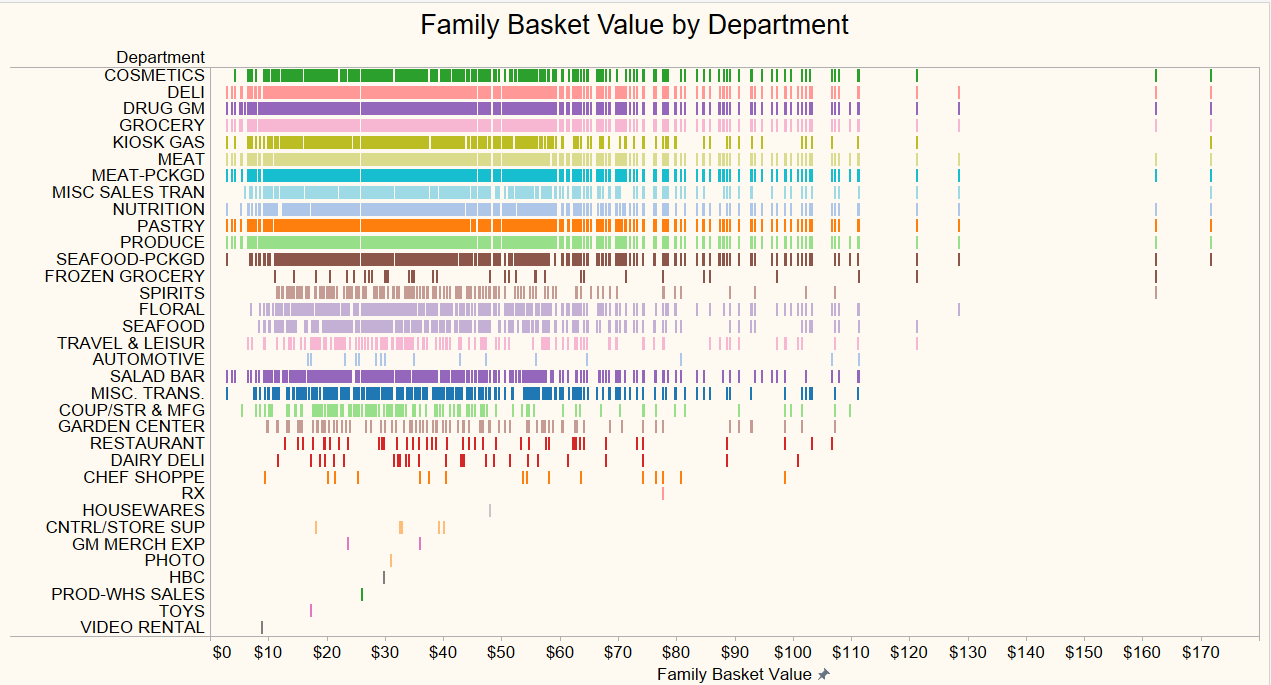 Family Basket Value by Department
Department
COSMETICS
DELI
DRUG GM
GROCERY
KIOSK GAS
MEAT
MEAT-PCKGD
MISC SALES TRAN
NUTRITION
PASTRY
PRODUCE
SEAFOOD-PCKGD
FROZEN GROCERY
SPIRITS
FLORAL
SEAFOOD
TRAVEL & LEISUR
AUTOMOTIVE
SALAD BAR
MISC. TRANS.
COUP/STR & MFG
GARDEN CENTER
RESTAURANT
DAIRY DELI
CHEF SHOPPE
RX
HOUSEWARES
CNTRL/STORE SUP
GM MERCH EXP
PHOTO
HBC
PROD-WHS SALES
TOYS
VIDEO RENTAL
$0 $10 $20 $30 $40 $50 $60 $70 $80 $90 $100 $110 $120 $130 $140 $150 $160 $170
Family Basket Value